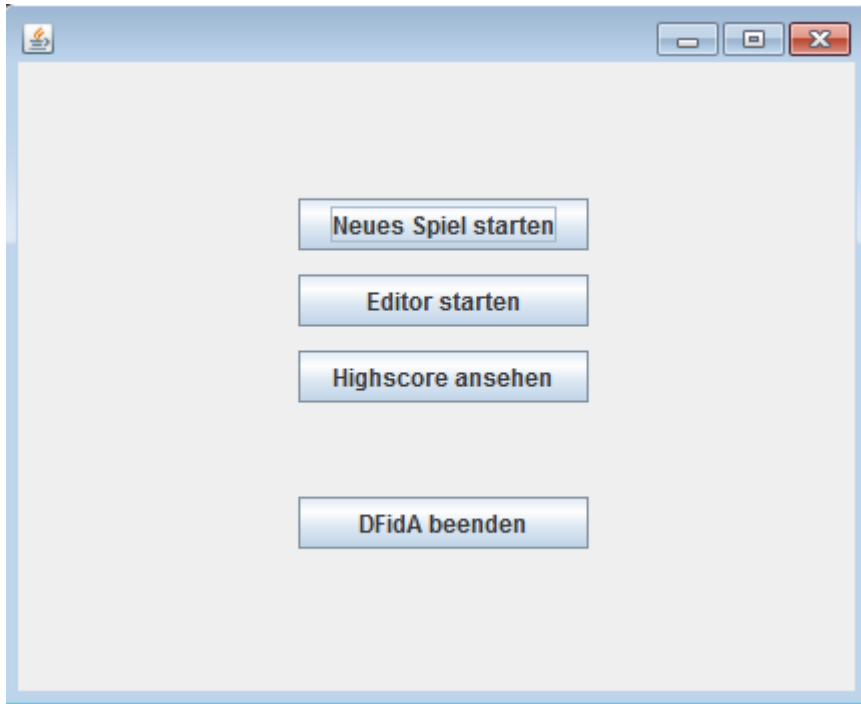 Neues Spiel starten
Editor starten
Highscore ansehen
DFidA beenden